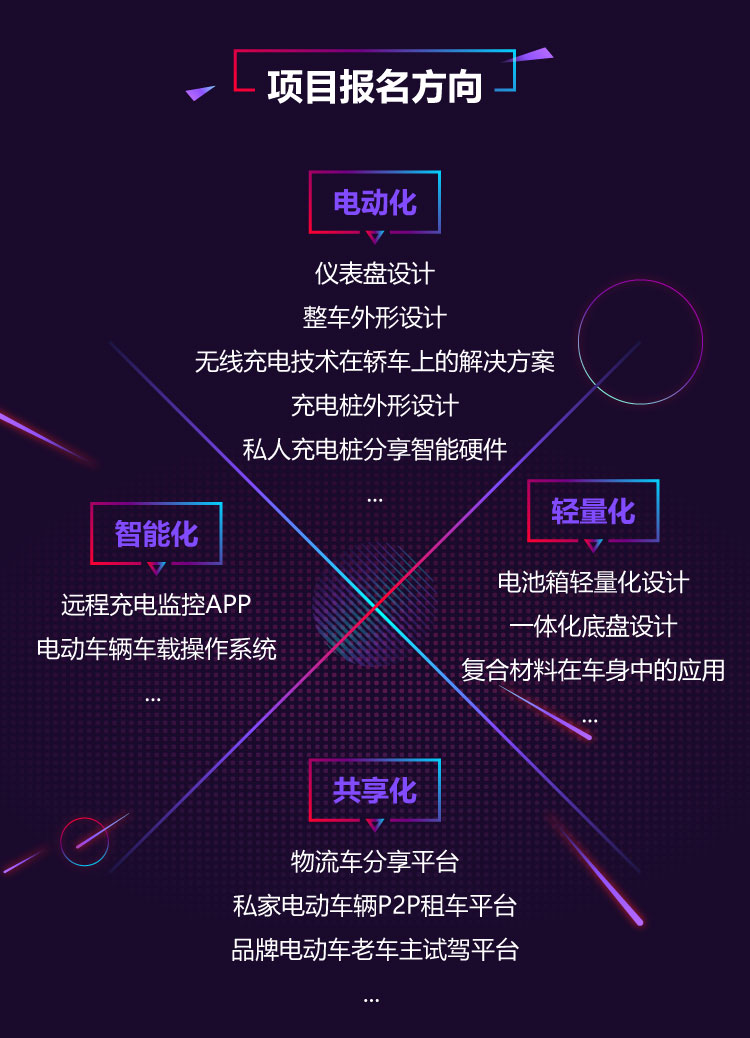 项目报名方向
电动化
仪表盘设计
整车外形设计
无线充电技术在轿车上的解决方案
充电桩外形设计
私人充电桩分享智能硬件
...
智能化
远程充电监控APP
电动车辆车载操作系统
...
轻量化
电池箱轻量化设计
一体化底盘设计
复合材料在车身中的应用
...
共享化
物流车分享平台
私家电动车辆P2P租车平台
品牌电动车老车主试驾平台
...